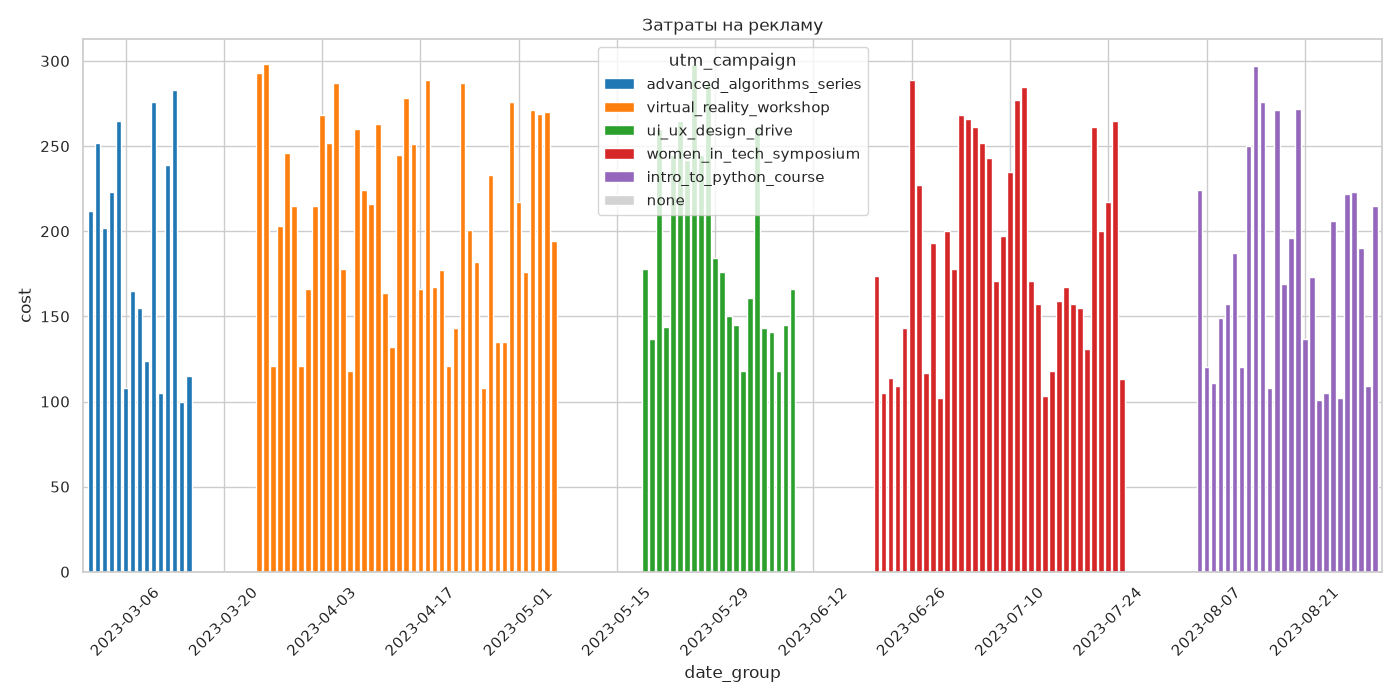 Затраты на рекламу
utm_campaign
advanced_algorithms_series
virtual_reality_workshop
ui_ux_design_drive
women_in_tech_symposium
intro_to_python_course
none
cost
300
250
200
150
100
50
0
2023-03-06
2023-03-20
2023-04-03
2023-04-17
2023-05-01
2023-05-15
2023-05-29
2023-06-12
2023-06-26
2023-07-10
2023-07-24
2023-08-07
2023-08-21
date_group